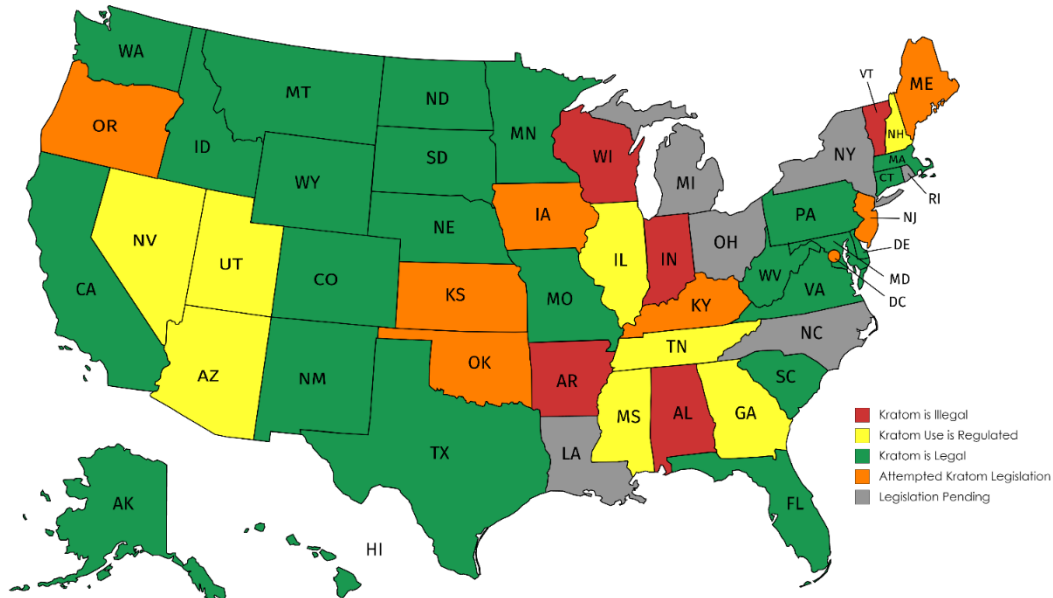 WA
MT
ND
MN
VT
ME
OR
ID
SD
WI
NH
NY
MA
CT
RI
WY
MI
IA
NE
PA
NJ
NV
UT
OH
DE
IL
IN
CA
CO
WV
MD
VA
DC
KS
MO
KY
NC
TN
AZ
OK
NM
AR
SC
MS
AL
GA
Kratom is Illegal
Kratom Use is Regulated
Kratom is Legal
Attempted Kratom Legislation
Legislation Pending
TX
LA
FL
AK
HI